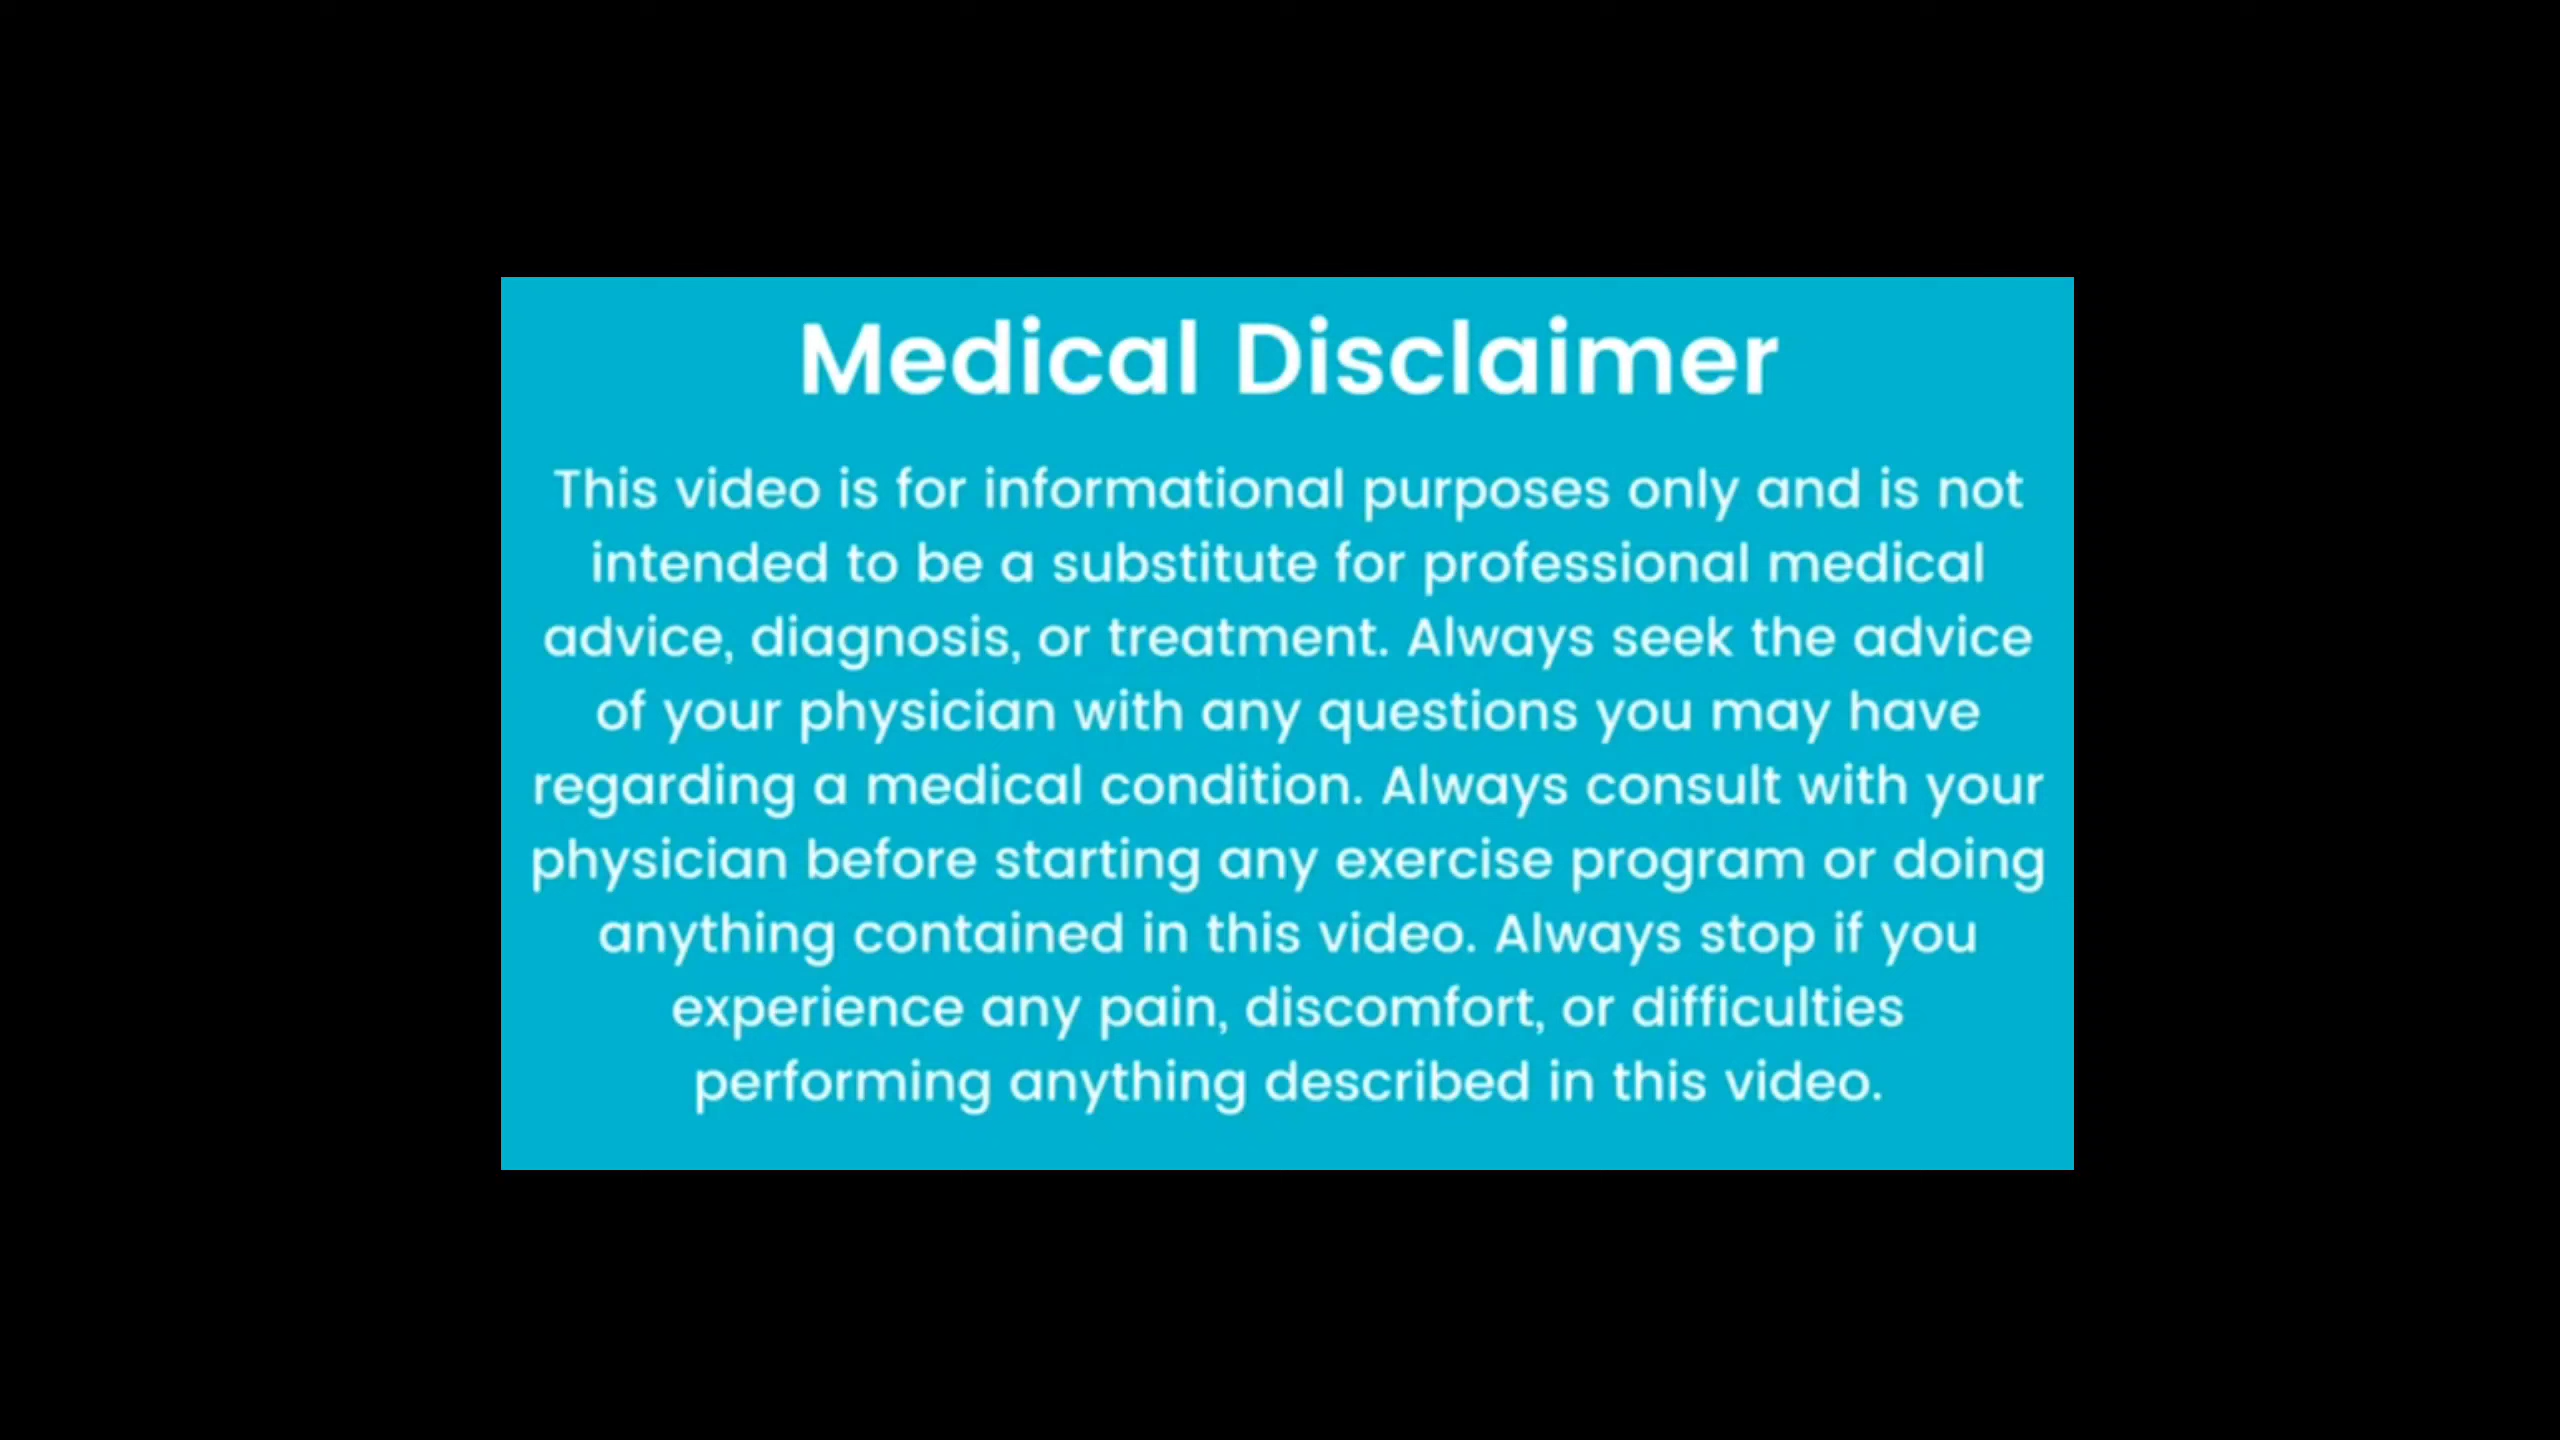 Medical Disclaimer
This video is for informational purposes only and is not
intended to be a substitute for professional medical
advice, diagnosis, or treatment. Always seek the advice
of your physician with any questions you may have
regarding a medical condition. Always consult with your
physician before starting any exercise program or doing
anything contained in this video. Always stop if you
experience any pain, discomfort, or difficulties
performing anything described in this video.